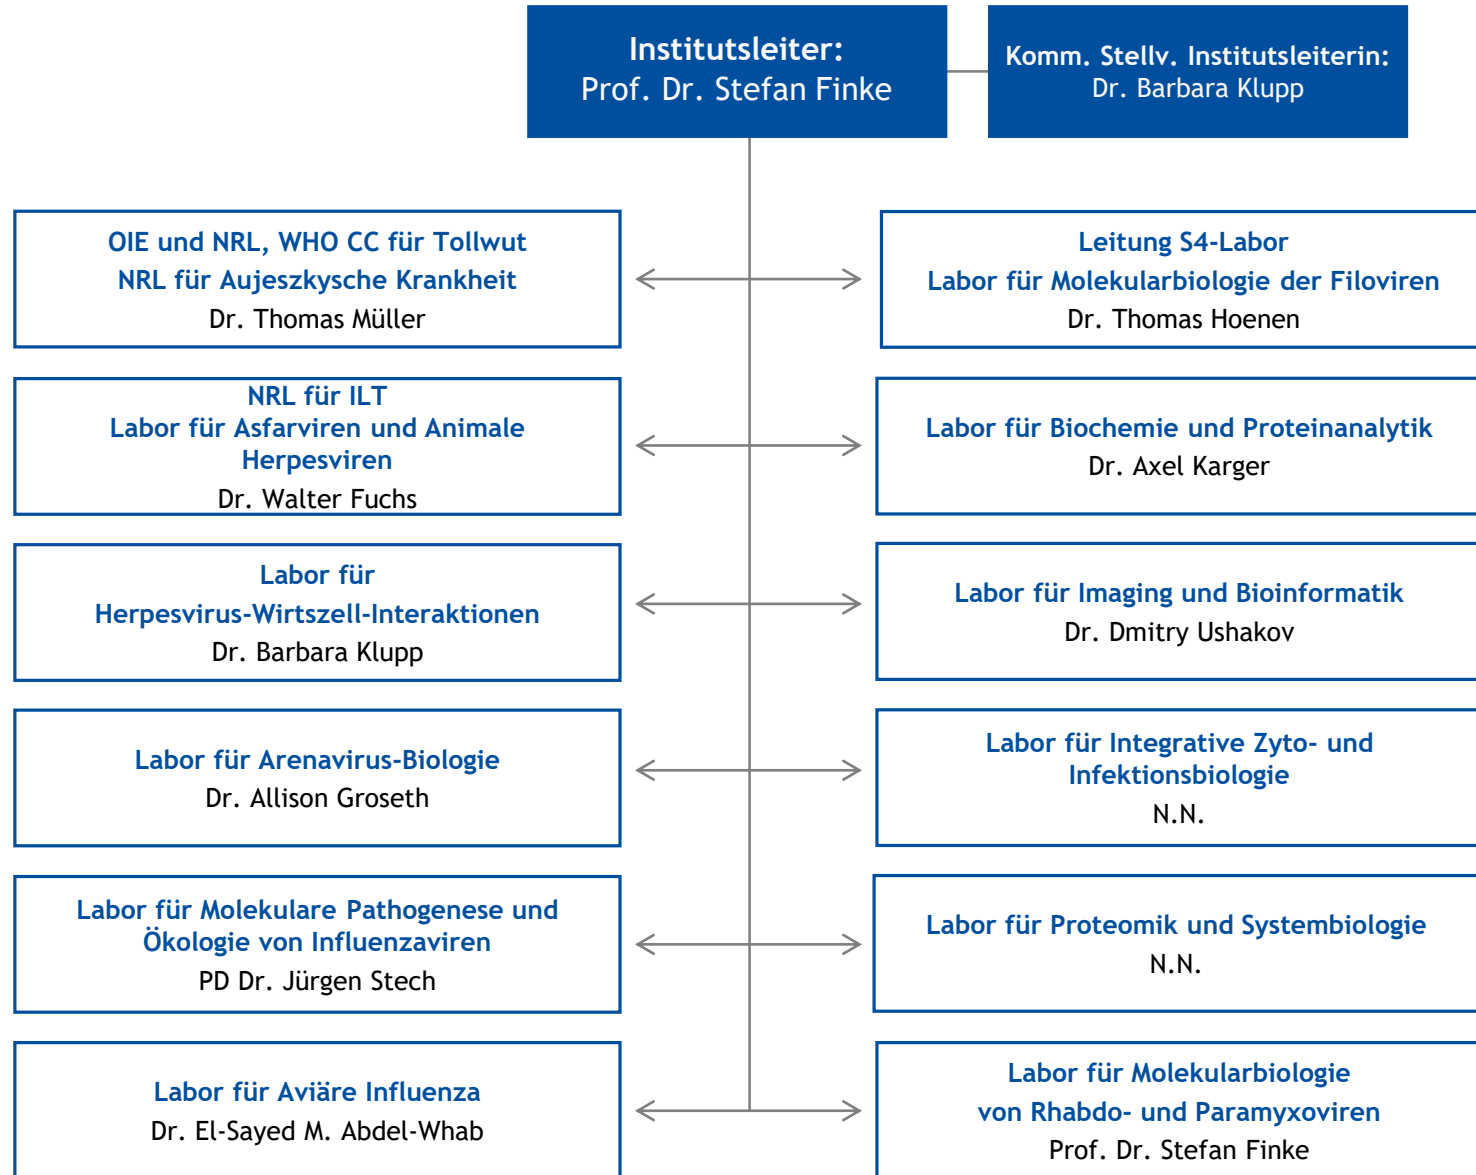 Institutsleiter:
Prof. Dr. Stefan Finke
Komm. Stellv. Institutsleiterin:
Dr. Barbara Klupp
OIE und NRL, WHO CC für Tollwut
NRL für Aujeszkysche Krankheit
Dr. Thomas Müller
Leitung S4-Labor
Labor für Molekularbiologie der Filoviren
Dr. Thomas Hoenen
NRL für ILT
Labor für Asfarviren und Animale
Herpesviren
Dr. Walter Fuchs
Labor für Biochemie und Proteinanalytik
Dr. Axel Karger
Labor für
Herpesvirus-Wirtszell-Interaktionen
Dr. Barbara Klupp
Labor für Imaging und Bioinformatik
Dr. Dmitry Ushakov
Labor für Arenavirus-Biologie
Dr. Allison Groseth
Labor für Integrative Zyto- und
Infektionsbiologie
N.N.
Labor für Molekulare Pathogenese und
Ökologie von Influenzaviren
PD Dr. Jürgen Stech
Labor für Proteomik und Systembiologie
N.N.
Labor für Aviäre Influenza
Dr. El-Sayed M. Abdel-Whab
Labor für Molekularbiologie
von Rhabdo- und Paramyxoviren
Prof. Dr. Stefan Finke